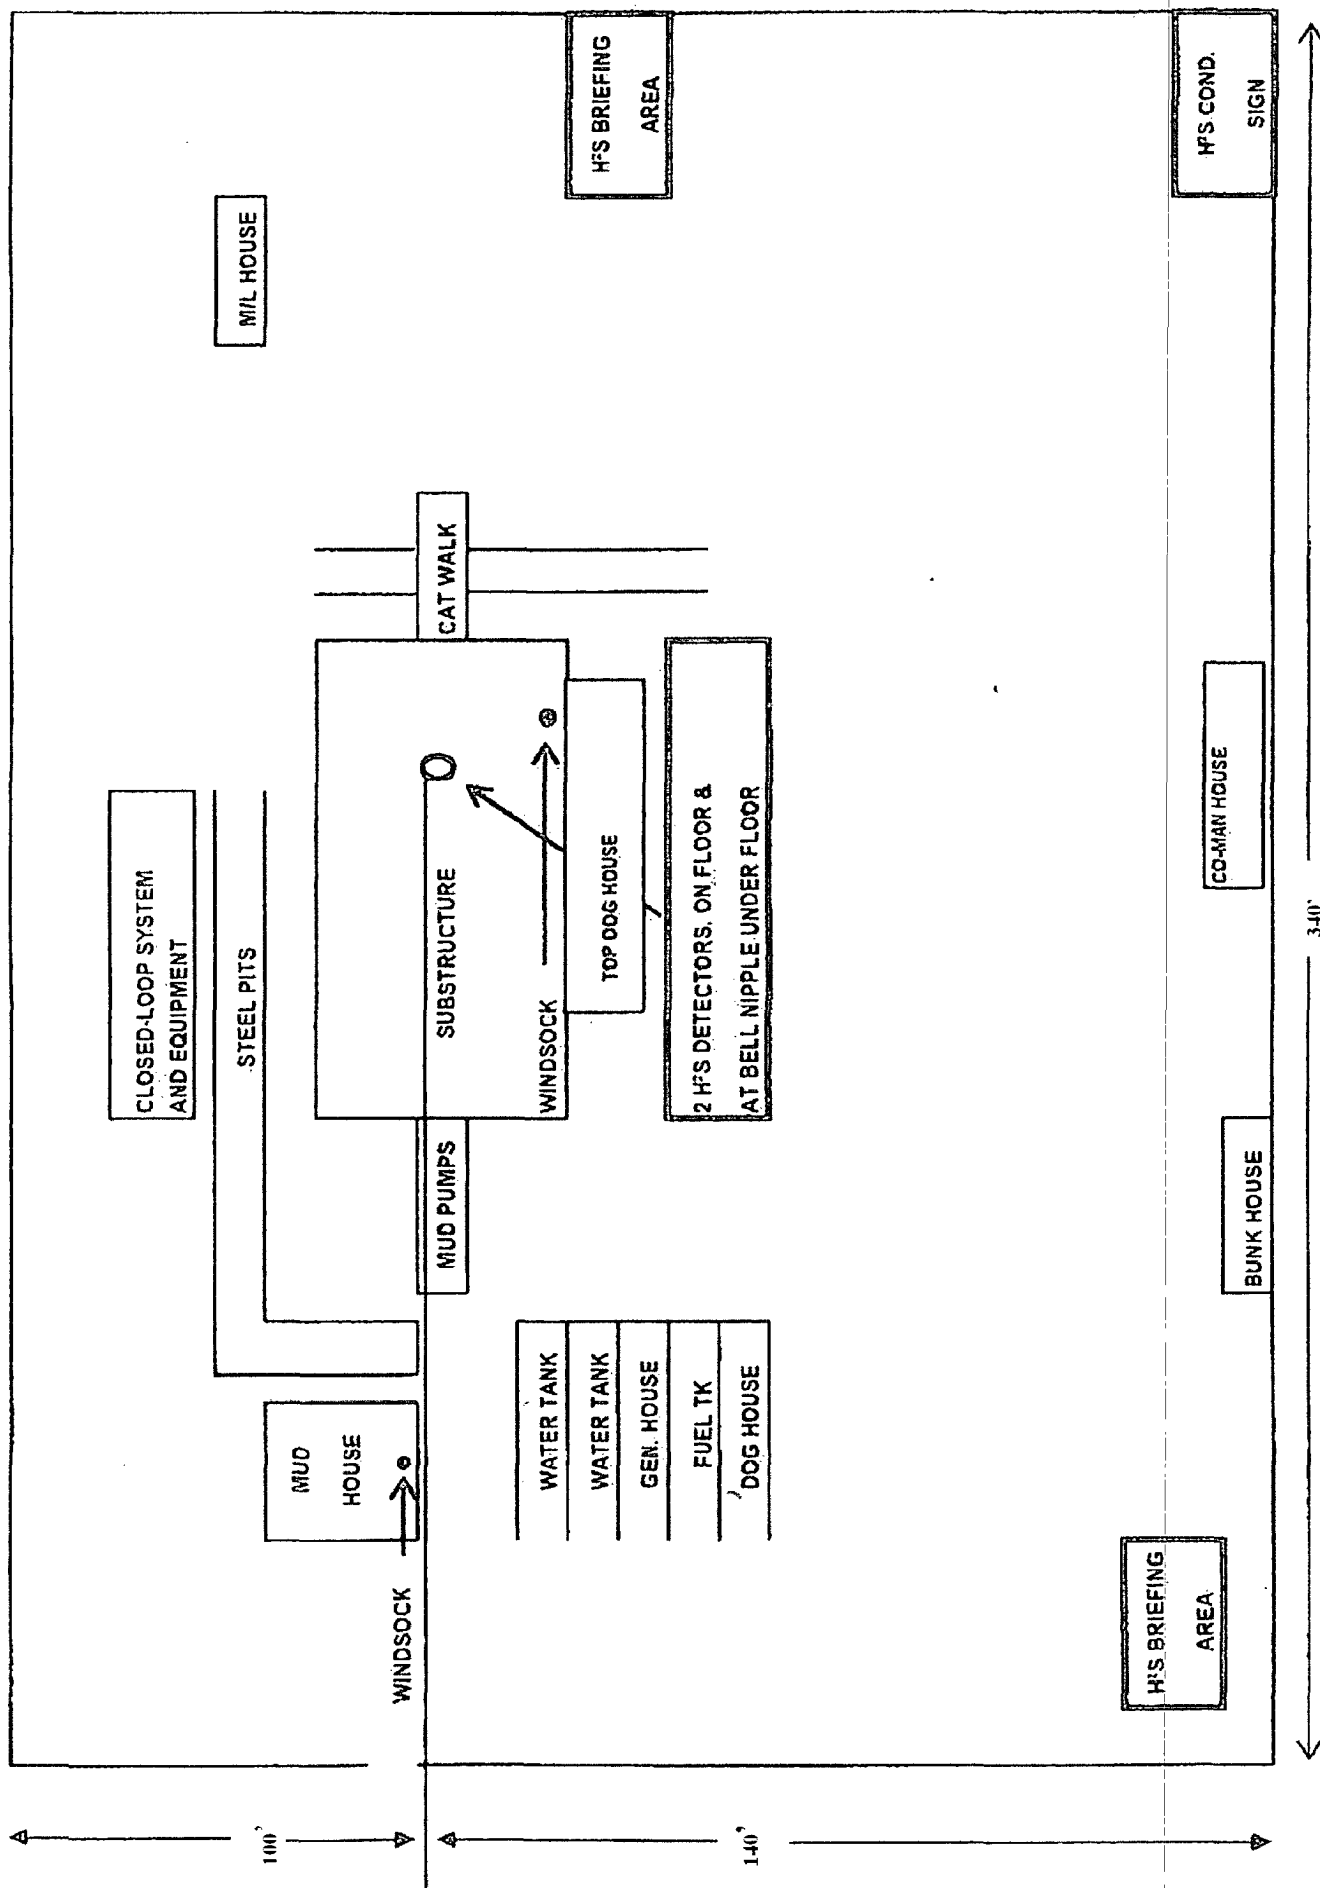 H²S BRIEFING
AREA
H²S COND.
SIGN
M/L HOUSE
CAT WALK
CLOSED-LOOP SYSTEM
AND EQUIPMENT
STEEL PITS
SUBSTRUCTURE
WINDSOCK
TOP DOG HOUSE
2 H²S DETECTORS, ON FLOOR &
AT BELL NIPPLE UNDER FLOOR
CO-MAN HOUSE
MUD PUMPS
BUNK HOUSE
MUD
HOUSE
WATER TANK
WATER TANK
GEN. HOUSE
FUEL TK
DOG HOUSE
WINDSOCK
H²S BRIEFING
AREA
100'
140'
340'